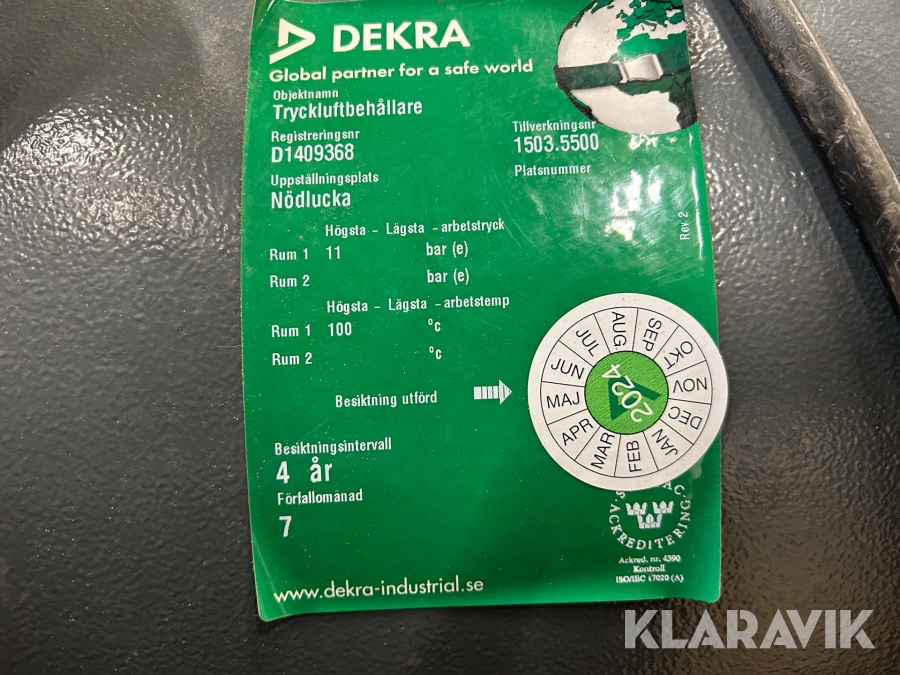 DEKRA
Global partner for a safe world
Objektnamn
Tryckluftbehållare
Registreringsnr
D1409368
Tillverkningsnr
1503.5500
Uppställningsplats
Nödlucka
Platsnummer
Rev 2
Högsta - Lägsta - arbetstryck
Rum 1 11 bar (e)
Rum 2 bar (e)
Högsta - Lägsta - arbetstemp
Rum 1 100 °c
Rum 2 °c
Besiktning utförd
JAN
FEB
MAR
APR
MAJ
JUN
JUL
AUG
SEP
OKT
NOV
DEC
2024
Besiktningsintervall
4 år
Förfallomånad
7
ACKREDITERING
Ackred. nr. 4390
Kontroll
ISO/IEC 17020 (A)
www.dekra-industrial.se
KLARAVIK